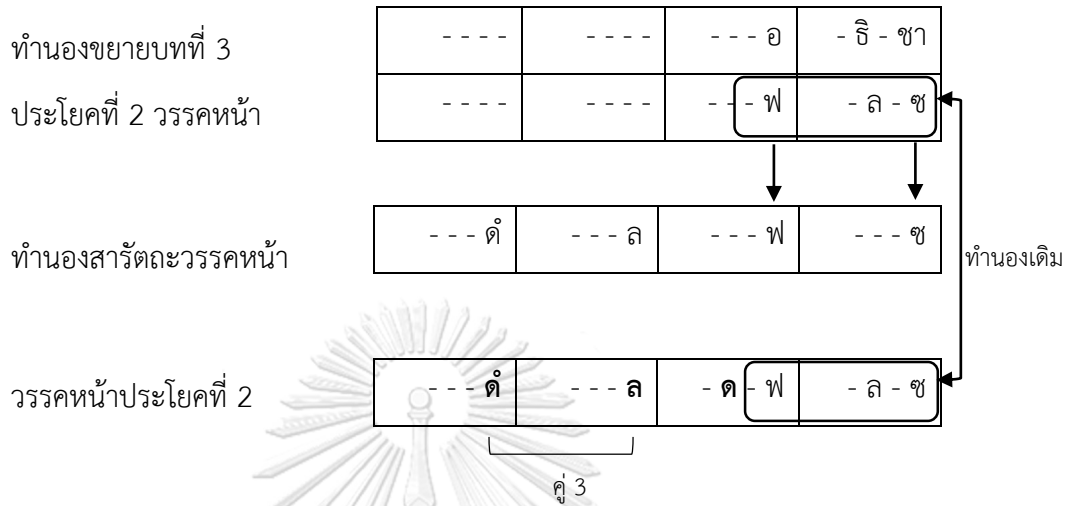 ทำนองขยายบทที่ 3 - - - - - - - - - - - อ - ธิ - ชา
ประโยคที่ 2 วรรคหน้า - - - - - - - - - - - ฟ - ล - ซ
ทำนองสารัตถะวรรคหน้า - - - ดํ - - - ล - - - ฟ - - - ซ
ทำนองเดิม
วรรคหน้าประโยคที่ 2 - - - ดํ - - - ล - ด - ฟ - ล - ซ
คู่ 3